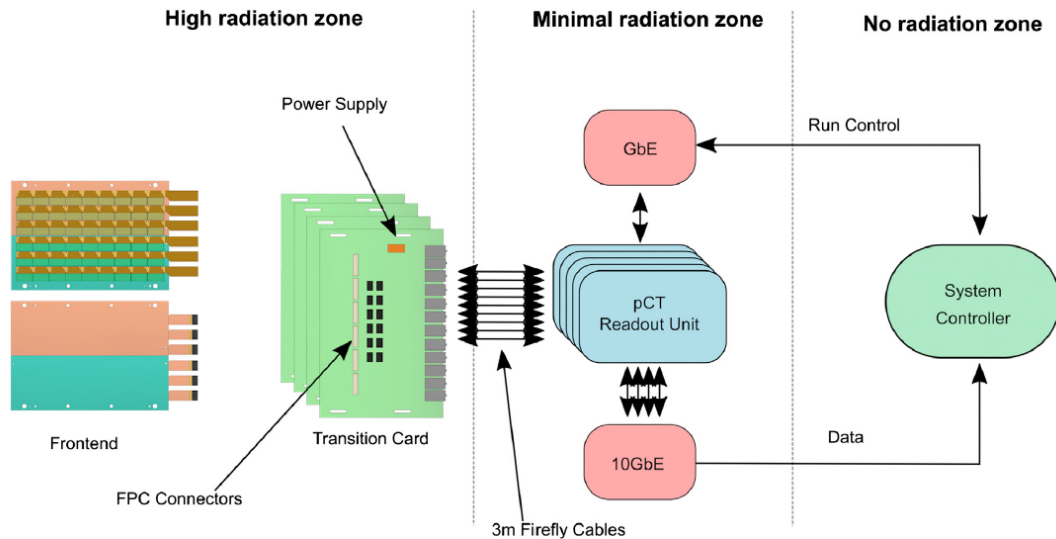 High radiation zone
Minimal radiation zone
No radiation zone
Power Supply
GbE
Run Control
pCT
Readout Unit
System
Controller
Frontend
Transition Card
10GbE
Data
FPC Connectors
3m Firefly Cables